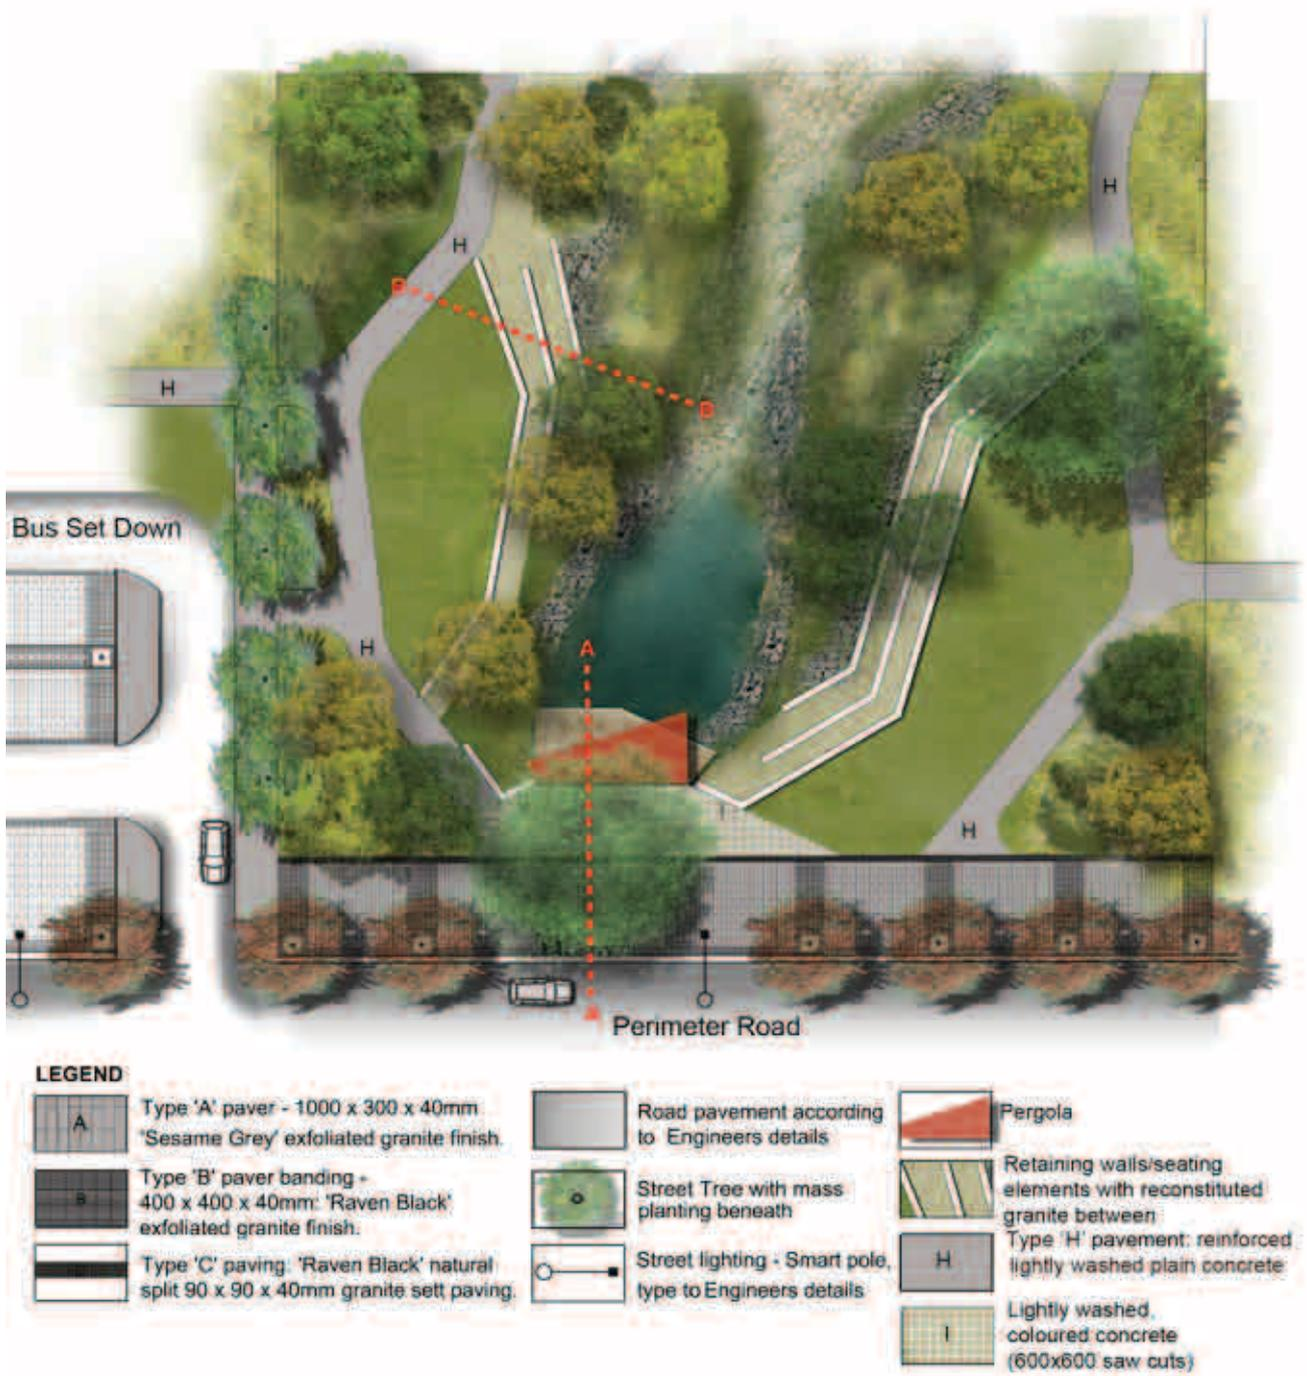 H
H
B
H
B
Bus Set Down
H
A
I
H
A
Perimeter Road
LEGEND
A
Type 'A' paver - 1000 x 300 x 40mm
'Sesame Grey' exfoliated granite finish.
B
Type 'B' paver banding -
400 x 400 x 40mm: 'Raven Black'
exfoliated granite finish.
Type 'C' paving: 'Raven Black' natural
split 90 x 90 x 40mm granite sett paving.
Road pavement according
to Engineers details
Street Tree with mass
planting beneath
Street lighting - Smart pole,
type to Engineers details
Pergola
Retaining walls/seating
elements with reconstituted
granite between
H
Type 'H' pavement: reinforced
lightly washed plain concrete
I
Lightly washed,
coloured concrete
(600x600 saw cuts)